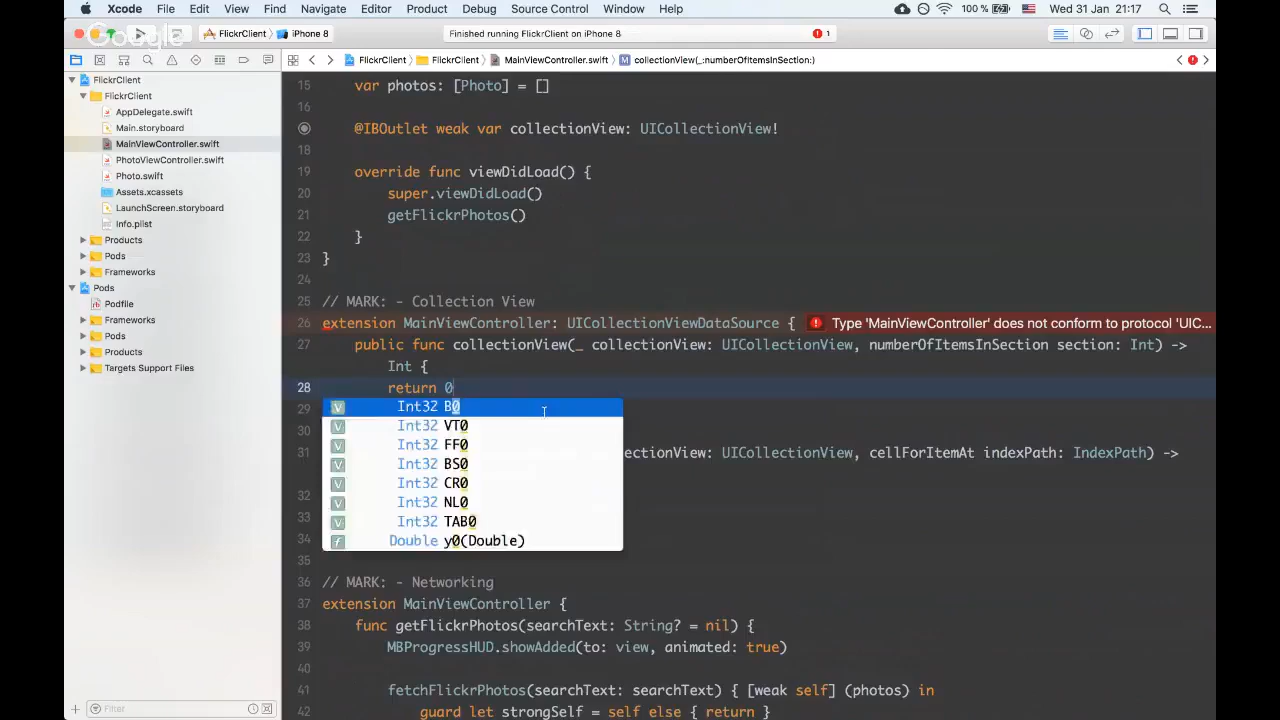 Xcode File Edit View Find Navigate Editor Product Debug Source Control Window Help 100 % Wed 31 Jan 21:17
Google
FlickrClient iPhone 8 Finished running FlickrClient on iPhone 8 1
FlickrClient FlickrClient MainViewController.swift M collectionView(_:numberOfItemsInSection:)
FlickrClient
FlickrClient
AppDelegate.swift
Main.storyboard
MainViewController.swift
PhotoViewController.swift
Photo.swift
Assets.xcassets
LaunchScreen.storyboard
Info.plist
Products
Pods
Frameworks
Pods
Podfile
Frameworks
Pods
Products
Targets Support Files
Filter
15 var photos: [Photo] = []
16
@IBOutlet weak var collectionView: UICollectionView!
18
19 override func viewDidLoad() {
20 super.viewDidLoad()
21 getFlickrPhotos()
22 }
23 }
24
25 // MARK: - Collection View
26 extension MainViewController: UICollectionViewDataSource { Type 'MainViewController' does not conform to protocol 'UIC...
27 public func collectionView(_ collectionView: UICollectionView, numberOfItemsInSection section: Int) ->
Int {
28 return 0
29
30
31 ectionView: UICollectionView, cellForItemAt indexPath: IndexPath) ->
32
33
34
35
V Int32 B0
V Int32 VT0
V Int32 FF0
V Int32 BS0
V Int32 CR0
V Int32 NL0
V Int32 TAB0
f Double y0(Double)
36 // MARK: - Networking
37 extension MainViewController {
38 func getFlickrPhotos(searchText: String? = nil) {
39 MBProgressHUD.showAdded(to: view, animated: true)
40
41 fetchFlickrPhotos(searchText: searchText) { [weak self] (photos) in
42 guard let strongSelf = self else { return }